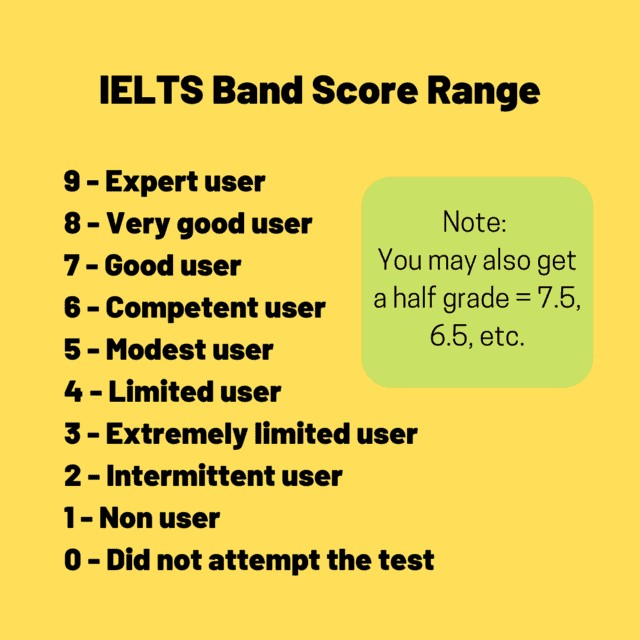 IELTS Band Score Range
9 - Expert user
8 - Very good user
7 - Good user
6 - Competent user
5 - Modest user
4 - Limited user
3 - Extremely limited user
2 - Intermittent user
1 - Non user
0 - Did not attempt the test
Note:
You may also get
a half grade = 7.5,
6.5, etc.